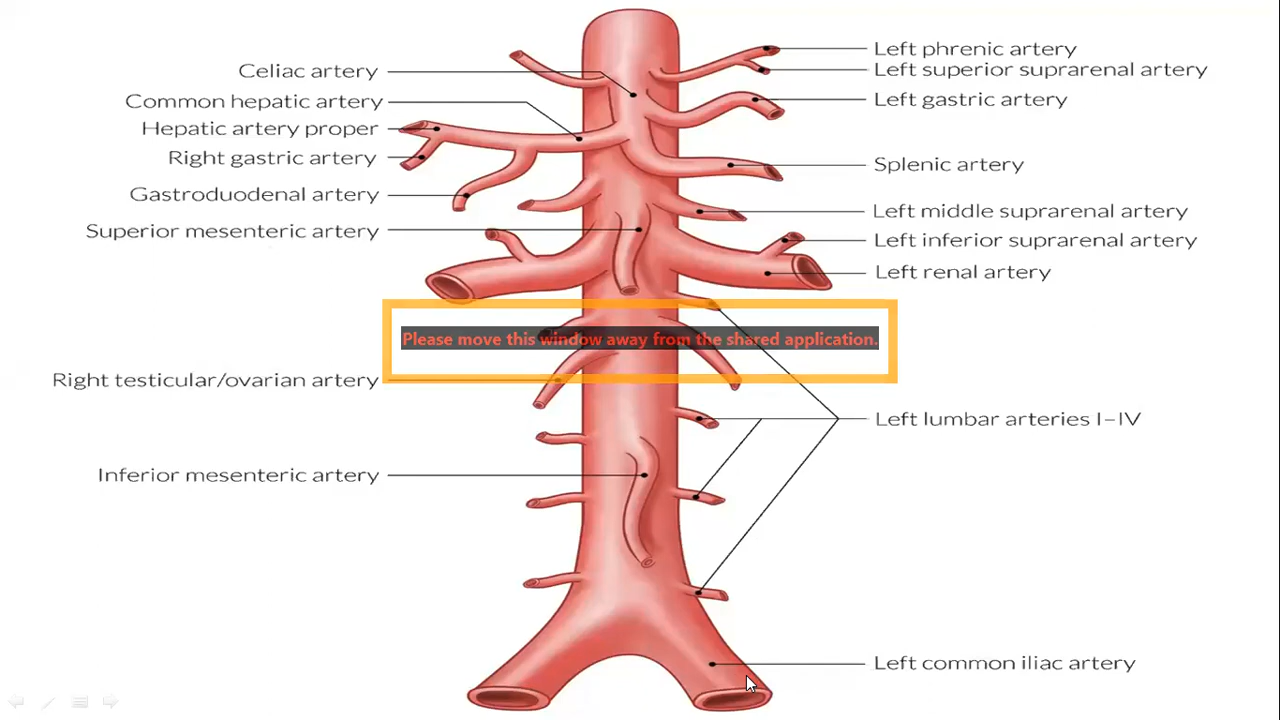 Celiac artery
Common hepatic artery
Hepatic artery proper
Right gastric artery
Gastroduodenal artery
Superior mesenteric artery
Right testicular/ovarian artery
Inferior mesenteric artery
Please move this window away from the shared application.
Left phrenic artery
Left superior suprarenal artery
Left gastric artery
Splenic artery
Left middle suprarenal artery
Left inferior suprarenal artery
Left renal artery
Left lumbar arteries I–IV
Left common iliac artery